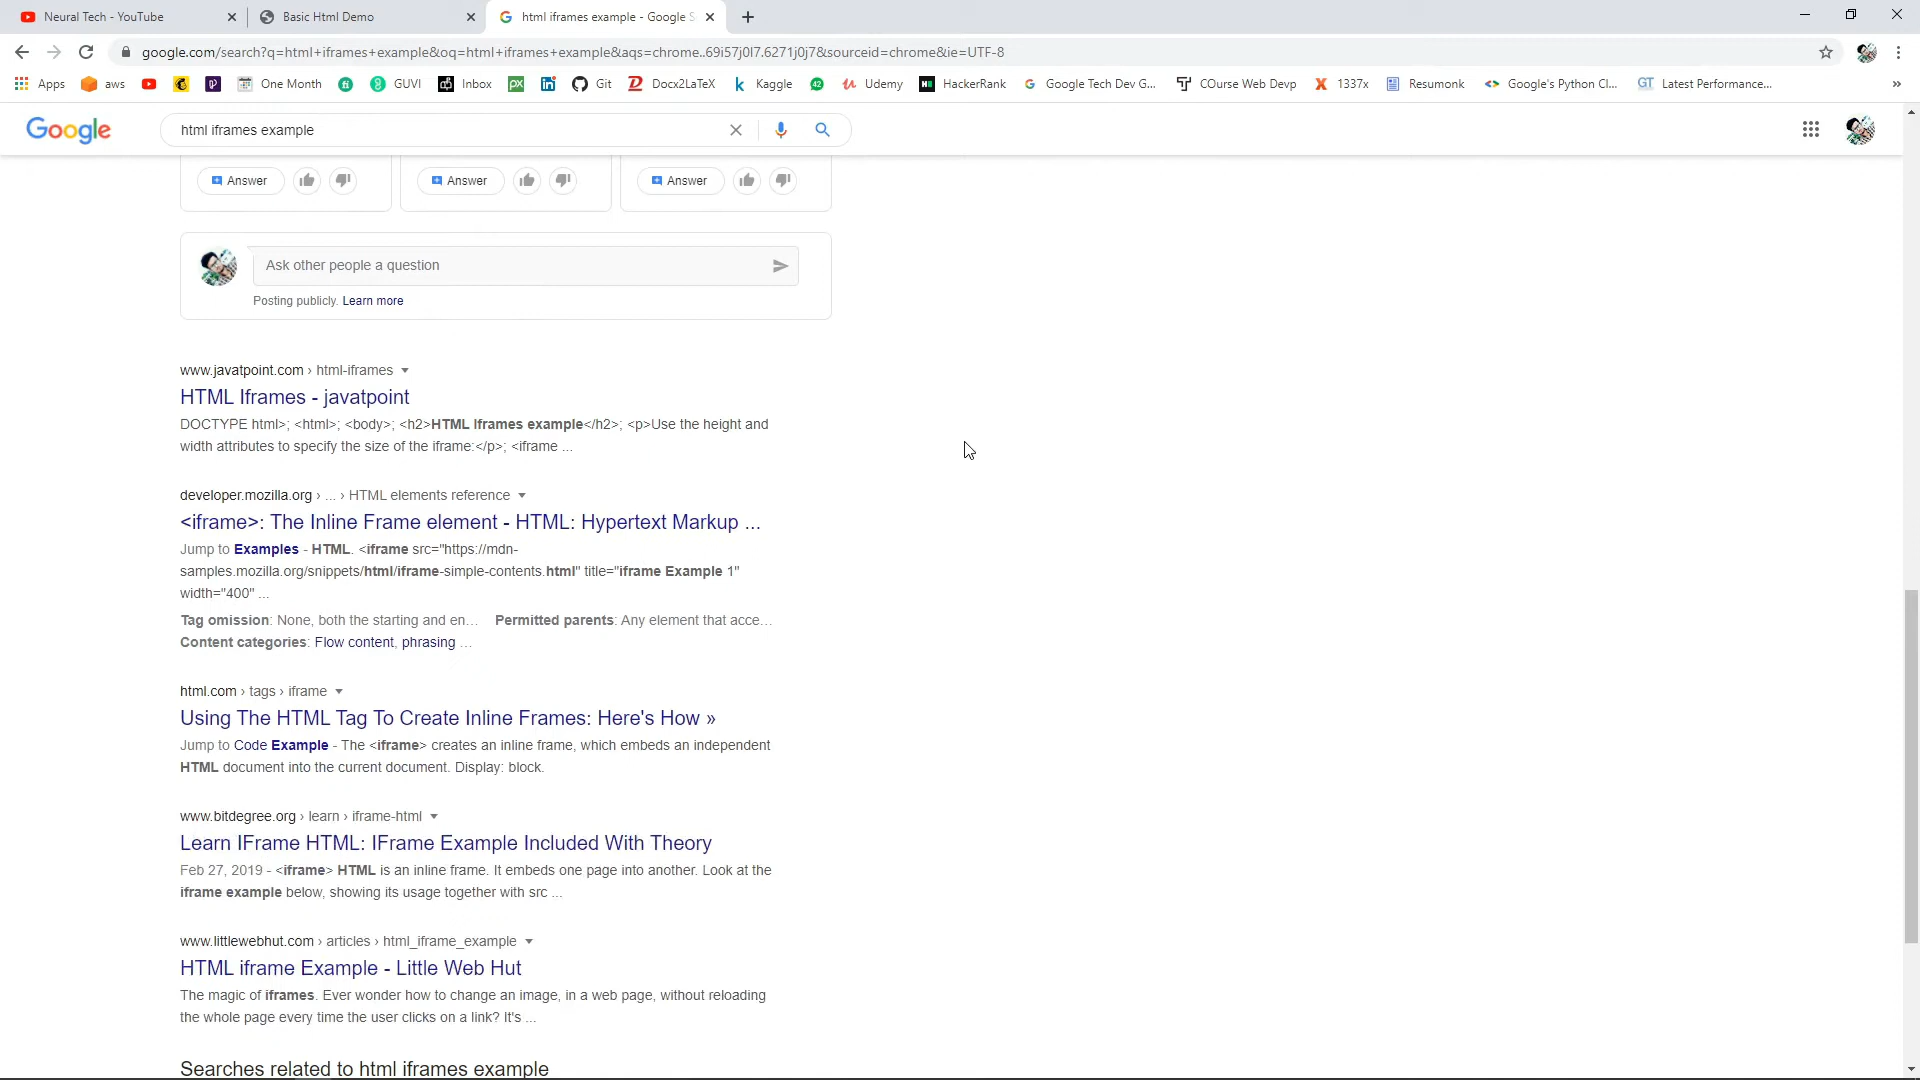 Neural Tech - YouTube
Basic Html Demo
html iframes example - Google S
google.com/search?q=html+iframes+example&oq=html+iframes+example&aqs=chrome..69i57j0l7.6271j0j7&sourceid=chrome&ie=UTF-8
Apps
aws
One Month
GUVI
Inbox
Git
Docx2LaTeX
Kaggle
Udemy
HackerRank
Google Tech Dev G...
COurse Web Devp
1337x
Resumonk
Google's Python Cl...
Latest Performance...
Google
html iframes example
Answer
Answer
Answer
Ask other people a question
Posting publicly. Learn more
www.javatpoint.com › html-iframes
HTML Iframes - javatpoint
DOCTYPE html>; <html>; <body>; <h2>HTML Iframes example</h2>; <p>Use the height and
width attributes to specify the size of the iframe:</p>; <iframe ...
developer.mozilla.org › ... › HTML elements reference
<iframe>: The Inline Frame element - HTML: Hypertext Markup ...
Jump to Examples - HTML. <iframe src="https://mdn-
samples.mozilla.org/snippets/html/iframe-simple-contents.html" title="iframe Example 1"
width="400" ...
Tag omission: None, both the starting and en... Permitted parents: Any element that acce...
Content categories: Flow content, phrasing ...
html.com › tags › iframe
Using The HTML Tag To Create Inline Frames: Here's How »
Jump to Code Example - The <iframe> creates an inline frame, which embeds an independent
HTML document into the current document. Display: block.
www.bitdegree.org › learn › iframe-html
Learn IFrame HTML: IFrame Example Included With Theory
Feb 27, 2019 - <iframe> HTML is an inline frame. It embeds one page into another. Look at the
iframe example below, showing its usage together with src ...
www.littlewebhut.com › articles › html_iframe_example
HTML iframe Example - Little Web Hut
The magic of iframes. Ever wonder how to change an image, in a web page, without reloading
the whole page every time the user clicks on a link? It's ...
Searches related to html iframes example